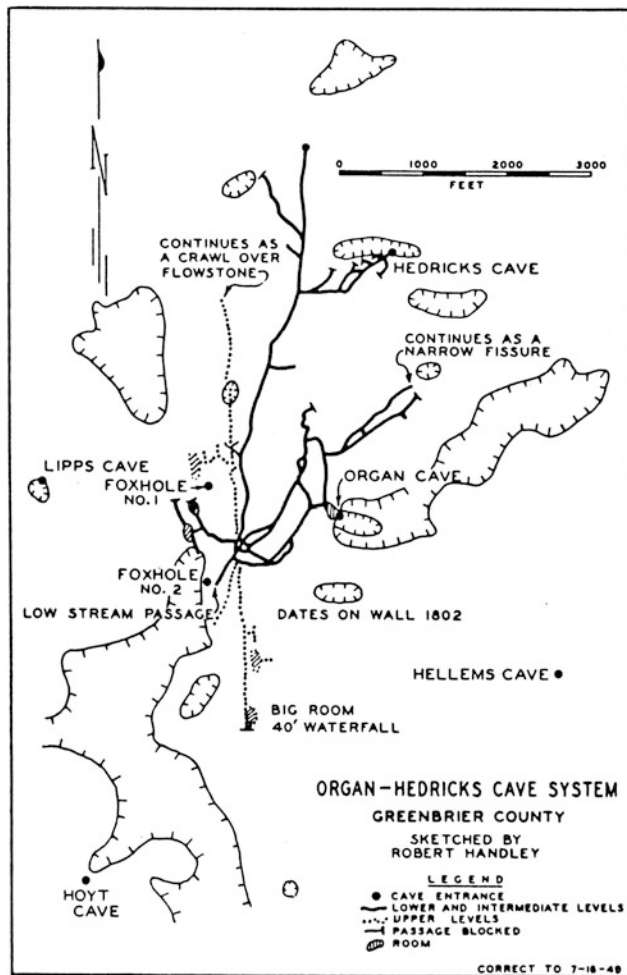 0 1000 2000 3000
FEET
CONTINUES AS
A CRAWL OVER
FLOWSTONE
HEDRICKS CAVE
CONTINUES AS A
NARROW FISSURE
LIPPS CAVE
FOXHOLE
NO. 1
ORGAN CAVE
FOXHOLE
NO. 2
LOW STREAM PASSAGE
DATES ON WALL 1802
HELLEMS CAVE
BIG ROOM
40' WATERFALL
ORGAN-HEDRICKS CAVE SYSTEM
GREENBRIER COUNTY
SKETCHED BY
ROBERT HANDLEY
LEGEND
CAVE ENTRANCE
LOWER AND INTERMEDIATE LEVELS
UPPER LEVELS
PASSAGE BLOCKED
ROOM
HOYT
CAVE
CORRECT TO 7-18-49